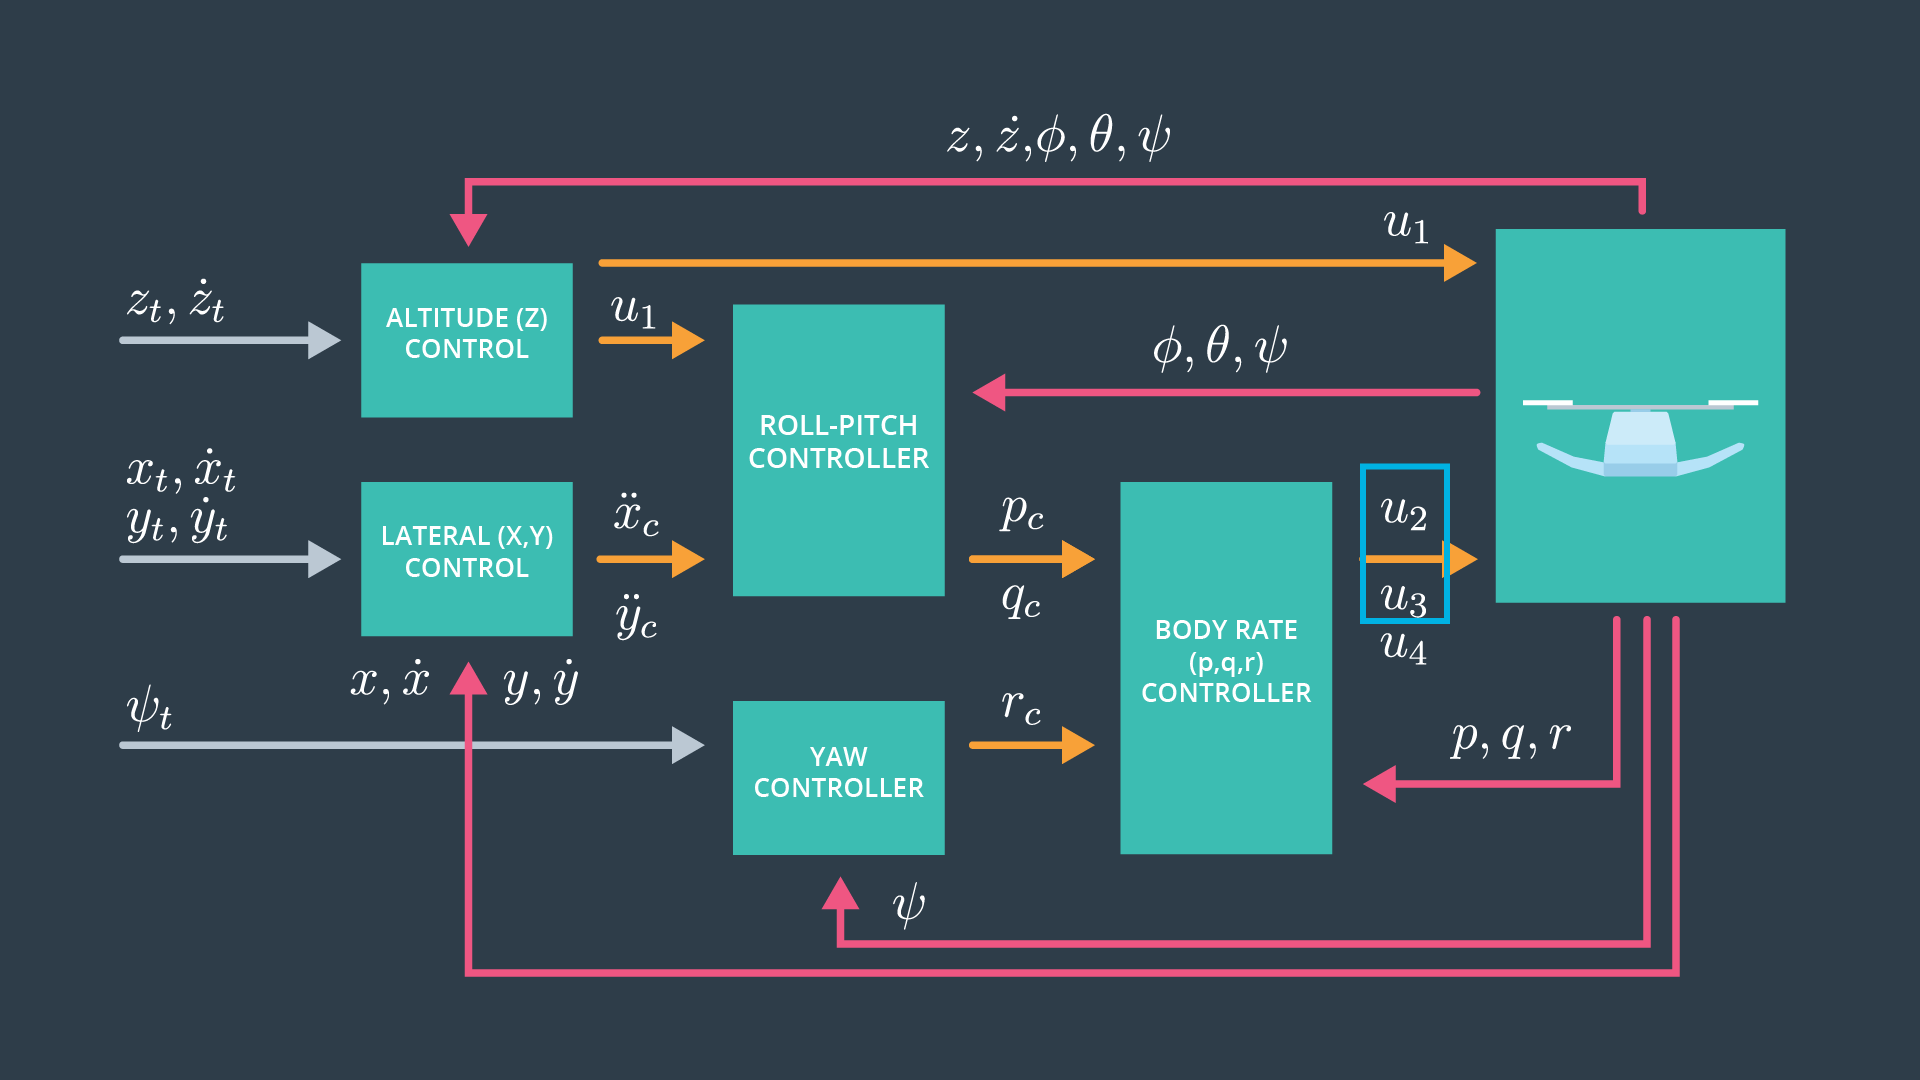 z, ż, ϕ, θ, ψ
u₁
z_t, ż_t
u₁
ALTITUDE (Z)
CONTROL
ϕ, θ, ψ
ROLL-PITCH
CONTROLLER
x_t, ẋ_t
y_t, ẏ_t
LATERAL (X,Y)
CONTROL
ẍ_c
ÿ_c
p_c
q_c
u₂
u₃
u₄
BODY RATE
(p,q,r)
CONTROLLER
x, ẋ y, ẏ
ψ_t
YAW
CONTROLLER
r_c
p, q, r
ψ